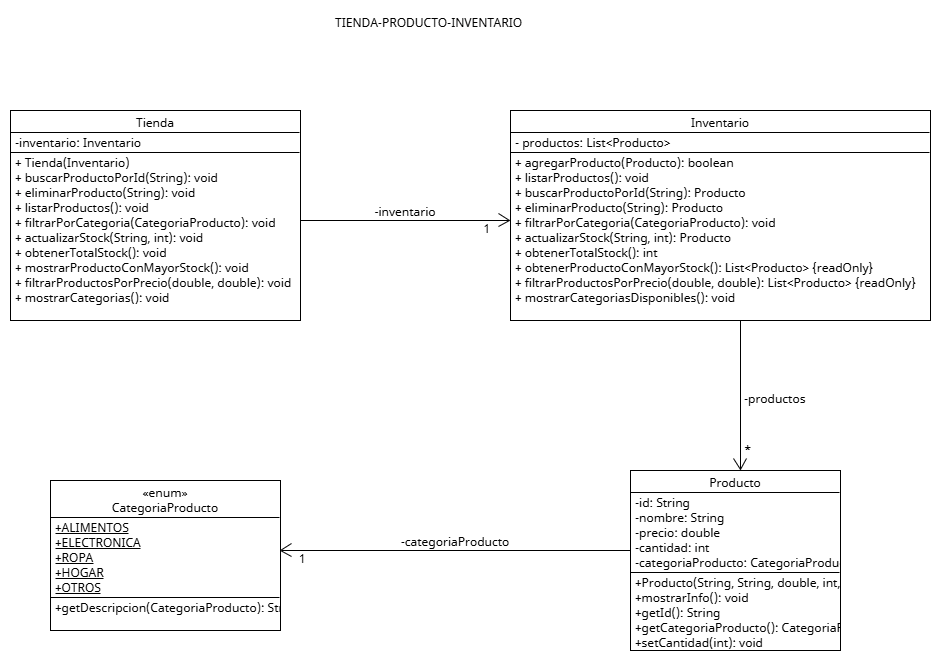 TIENDA-PRODUCTO-INVENTARIO
Tienda
-inventario: Inventario
+ Tienda(Inventario)
+ buscarProductoPorId(String): void
+ eliminarProducto(String): void
+ listarProductos(): void
+ filtrarPorCategoria(CategoriaProducto): void
+ actualizarStock(String, int): void
+ obtenerTotalStock(): void
+ mostrarProductoConMayorStock(): void
+ filtrarProductosPorPrecio(double, double): void
+ mostrarCategorias(): void
-inventario
1
Inventario
- productos: List<Producto>
+ agregarProducto(Producto): boolean
+ listarProductos(): void
+ buscarProductoPorId(String): Producto
+ eliminarProducto(String): Producto
+ filtrarPorCategoria(CategoriaProducto): void
+ actualizarStock(String, int): Producto
+ obtenerTotalStock(): int
+ obtenerProductoConMayorStock(): List<Producto> {readOnly}
+ filtrarProductosPorPrecio(double, double): List<Producto> {readOnly}
+ mostrarCategoriasDisponibles(): void
-productos
*
«enum»
CategoriaProducto
+ALIMENTOS
+ELECTRONICA
+ROPA
+HOGAR
+OTROS
+getDescripcion(CategoriaProducto): Stri
-categoriaProducto
1
Producto
-id: String
-nombre: String
-precio: double
-cantidad: int
-categoriaProducto: CategoriaProdu
+Producto(String, String, double, int,
+mostrarInfo(): void
+getId(): String
+getCategoriaProducto(): Categoria
+setCantidad(int): void